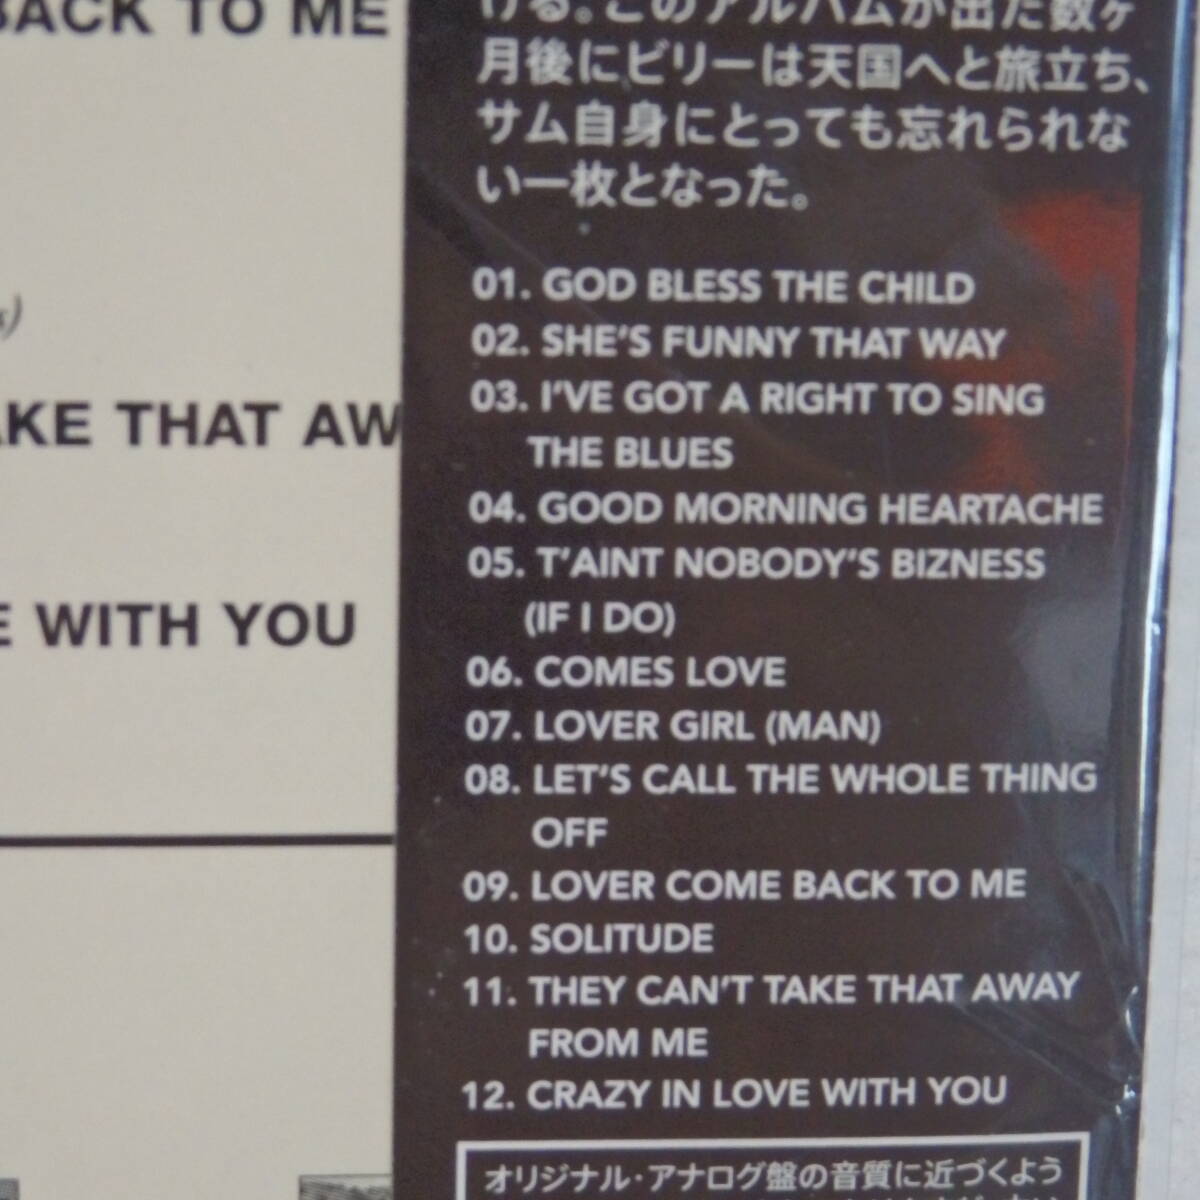 BACK TO ME
AKE THAT AW
E WITH YOU
ける。このアルバムが出た数ヶ
月後にビリーは天国へと旅立ち、
サム自身にとっても忘れられな
い一枚となった。
01. GOD BLESS THE CHILD
02. SHE'S FUNNY THAT WAY
03. I'VE GOT A RIGHT TO SING
THE BLUES
04. GOOD MORNING HEARTACHE
05. T'AINT NOBODY'S BIZNESS
(IF I DO)
06. COMES LOVE
07. LOVER GIRL (MAN)
08. LET'S CALL THE WHOLE THING
OFF
09. LOVER COME BACK TO ME
10. SOLITUDE
11. THEY CAN'T TAKE THAT AWAY
FROM ME
12. CRAZY IN LOVE WITH YOU
オリジナル・アナログ盤の音質に近づくよう